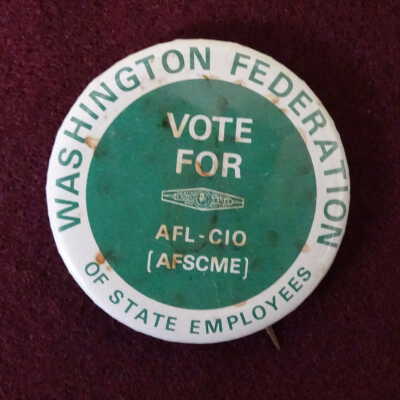 WASHINGTON FEDERATION
OF STATE EMPLOYEES
VOTE
FOR
AFL-CIO
[AFSCME]